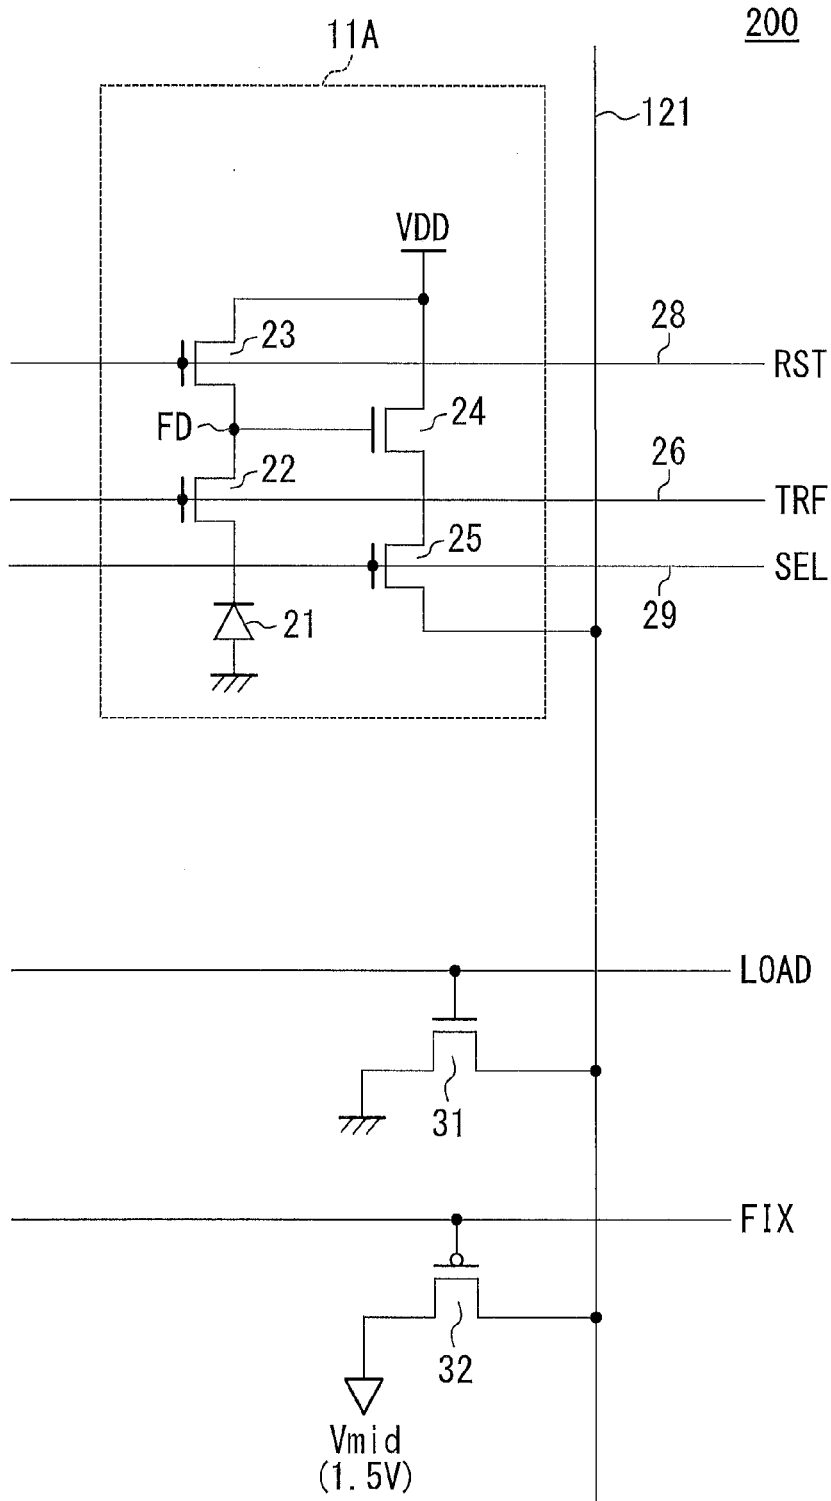 200
11A
121
VDD
28
23
RST
FD
24
26
22
TRF
25
SEL
29
21
LOAD
31
FIX
32
Vmid
(1.5V)